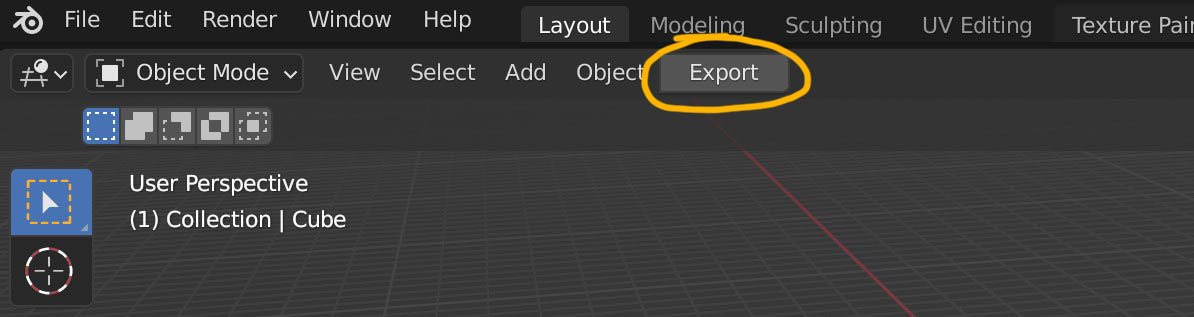 File Edit Render Window Help Layout Modeling Sculpting UV Editing Texture Pai
Object Mode View Select Add Object Export
User Perspective
(1) Collection | Cube